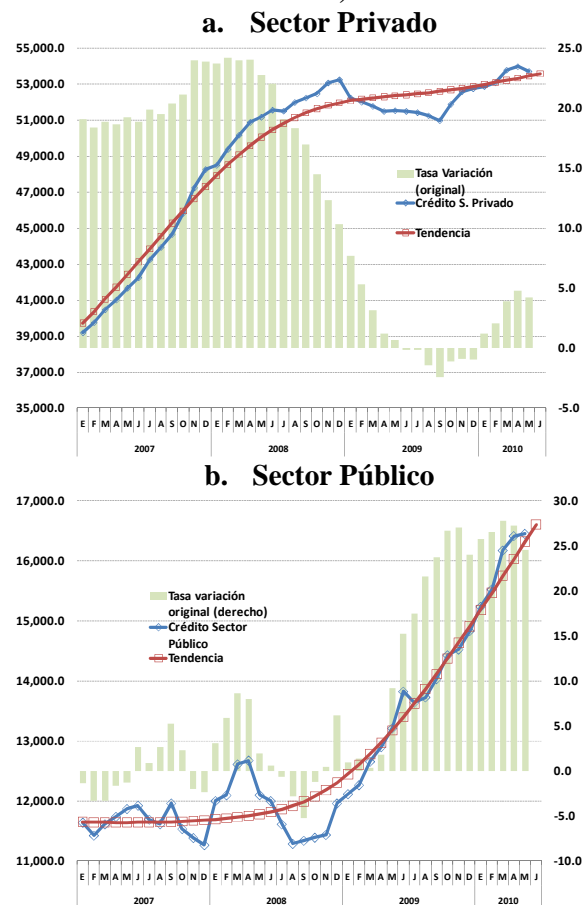 a. Sector Privado
55,000.0
53,000.0
51,000.0
49,000.0
47,000.0
45,000.0
43,000.0
41,000.0
39,000.0
37,000.0
35,000.0
25.0
20.0
15.0
10.0
5.0
0.0
-5.0
Tasa Variación
(original)
Crédito S. Privado
Tendencia
E F M A M J J A S O N D E F M A M J J A S O N D E F M A M J J A S O N D E F M A M J
2007 2008 2009 2010
b. Sector Público
17,000.0
16,000.0
15,000.0
14,000.0
13,000.0
12,000.0
11,000.0
30.0
25.0
20.0
15.0
10.0
5.0
0.0
-5.0
-10.0
Tasa variación
original (derecho)
Crédito Sector
Público
Tendencia
E F M A M J J A S O N D E F M A M J J A S O N D E F M A M J J A S O N D E F M A M J
2007 2008 2009 2010